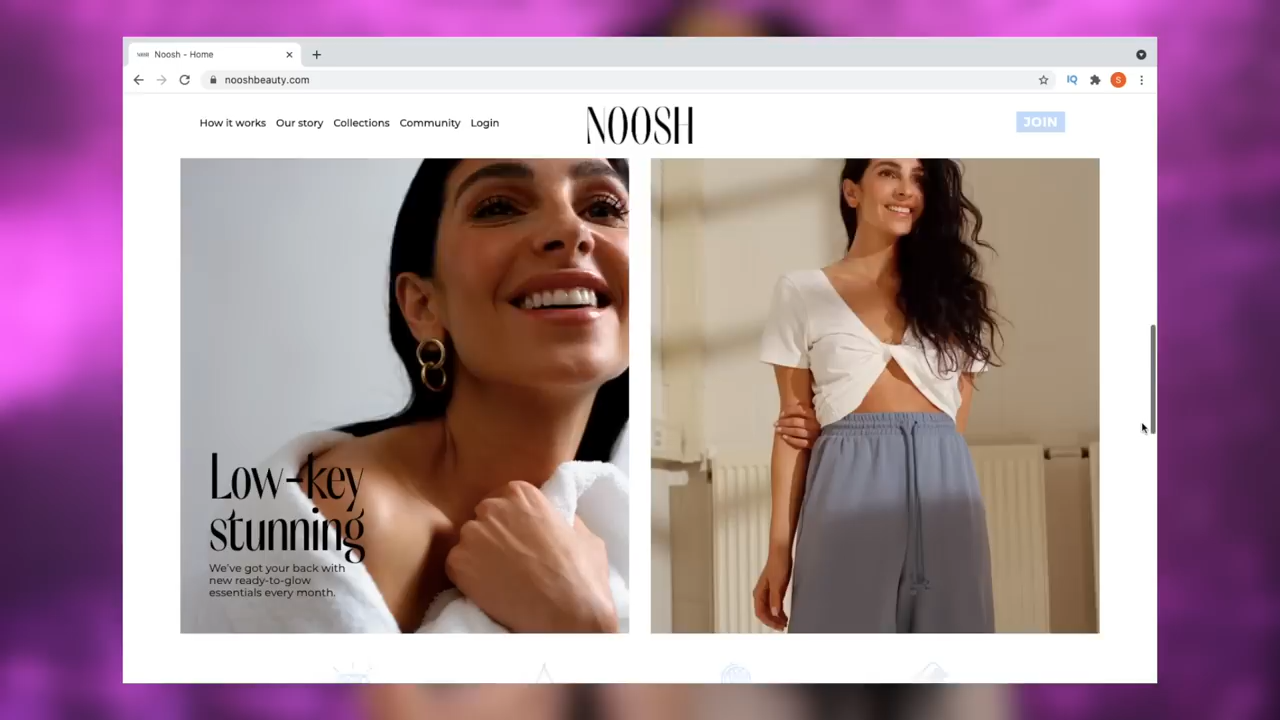 Noosh - Home
nooshbeauty.com
IQ
S
How it works Our story Collections Community Login
NOOSH
JOIN
Low-key
stunning
We've got your back with
new ready-to-glow
essentials every month.